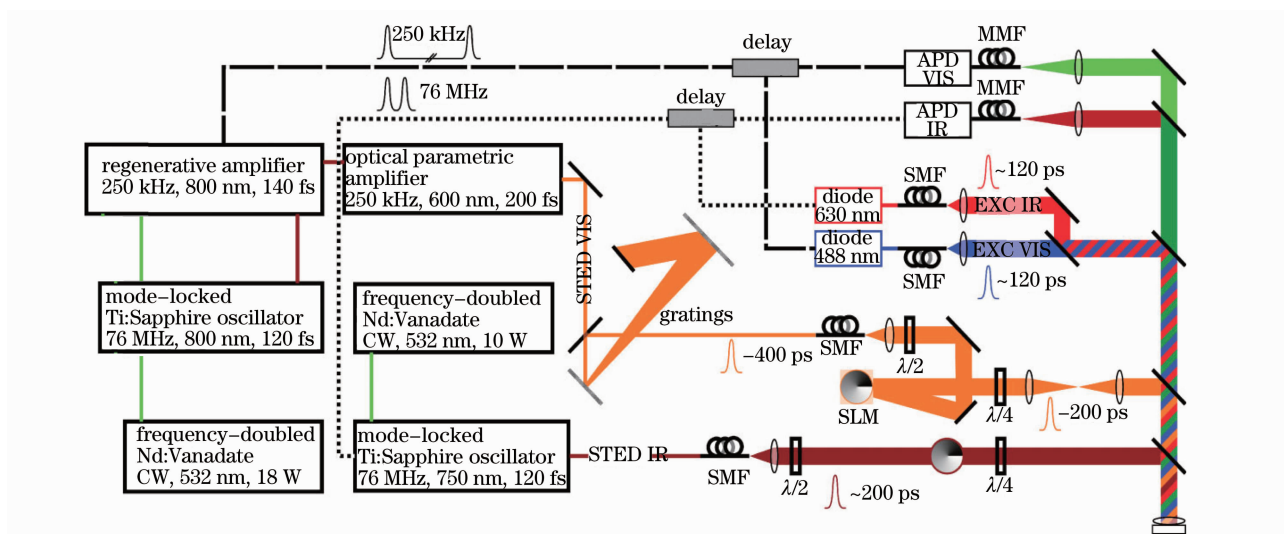 250 kHz
76 MHz
delay
delay
APD
VIS
MMF
APD
IR
MMF
regenerative amplifier
250 kHz, 800 nm, 140 fs
optical parametric
amplifier
250 kHz, 600 nm, 200 fs
STED VIS
diode
630 nm
SMF
~120 ps
EXC IR
diode
488 nm
SMF
EXC VIS
~120 ps
mode-locked
Ti:Sapphire oscillator
76 MHz, 800 nm, 120 fs
frequency-doubled
Nd:Vanadate
CW, 532 nm, 10 W
gratings
~400 ps
SMF
λ/2
SLM
λ/4
~200 ps
frequency-doubled
Nd:Vanadate
CW, 532 nm, 18 W
mode-locked
Ti:Sapphire oscillator
76 MHz, 750 nm, 120 fs
STED IR
SMF
λ/2
~200 ps
λ/4